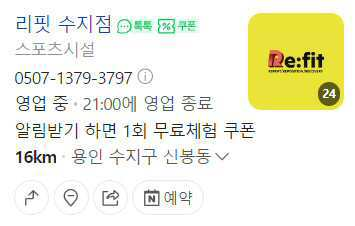 리핏 수지점 톡톡 쿠폰
스포츠시설
0507-1379-3797
영업 중 · 21:00에 영업 종료
알림받기 하면 1회 무료체험 쿠폰
16km · 용인 수지구 신봉동
N 예약
Re:fit
24